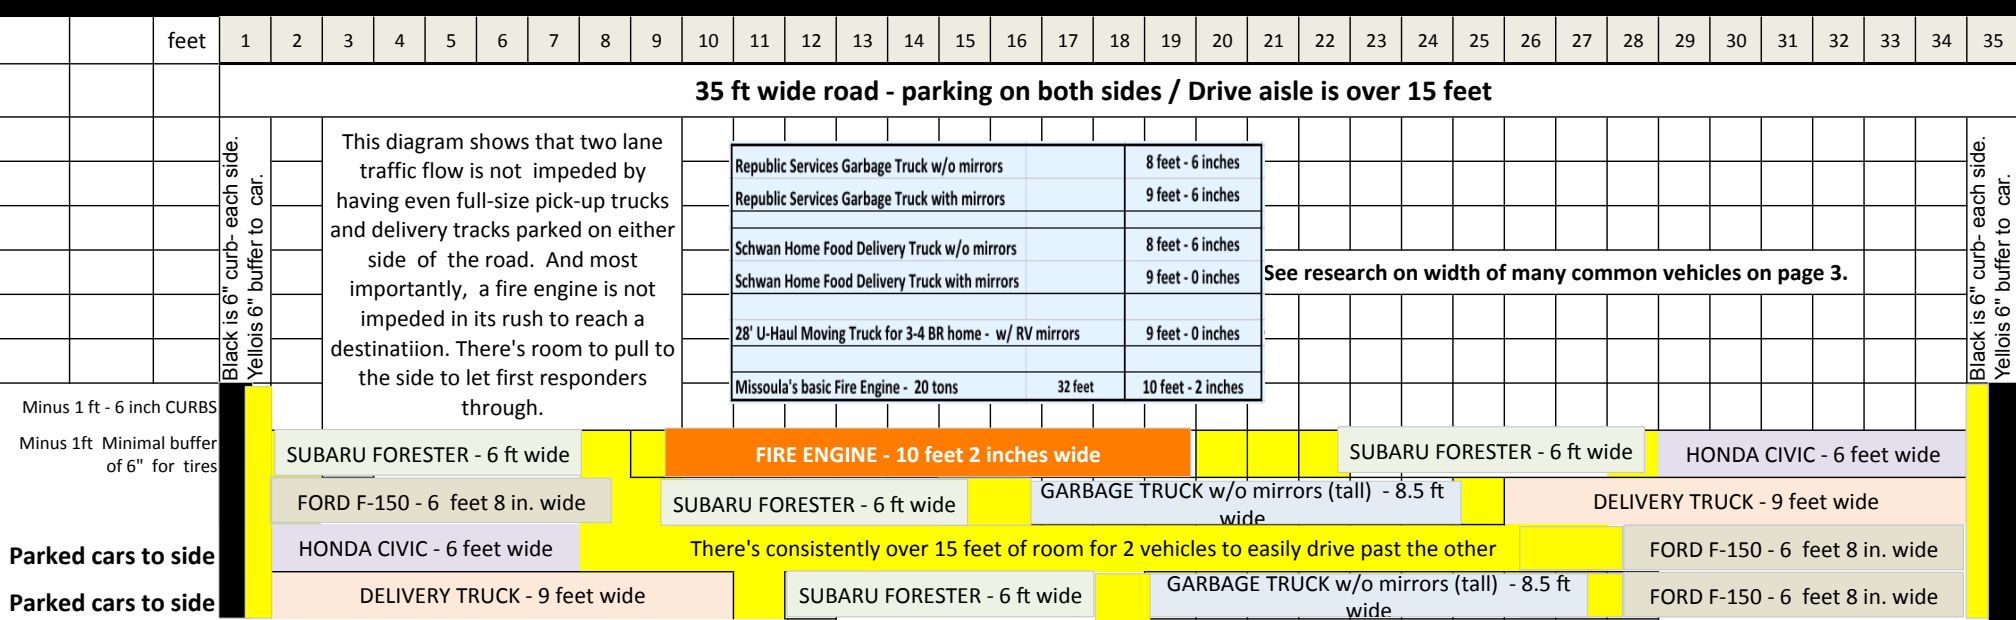 feet 1 2 3 4 5 6 7 8 9 10 11 12 13 14 15 16 17 18 19 20 21 22 23 24 25 26 27 28 29 30 31 32 33 34 35
35 ft wide road - parking on both sides / Drive aisle is over 15 feet
Black is 6" curb- each side.
Yellois 6" buffer to car.
This diagram shows that two lane
traffic flow is not impeded by
having even full-size pick-up trucks
and delivery tracks parked on either
side of the road. And most
importantly, a fire engine is not
impeded in its rush to reach a
destinatiion. There's room to pull to
the side to let first responders
through.
Republic Services Garbage Truck w/o mirrors 8 feet - 6 inches
Republic Services Garbage Truck with mirrors 9 feet - 6 inches
Schwan Home Food Delivery Truck w/o mirrors 8 feet - 6 inches
Schwan Home Food Delivery Truck with mirrors 9 feet - 0 inches
28' U-Haul Moving Truck for 3-4 BR home - w/ RV mirrors 9 feet - 0 inches
Missoula's basic Fire Engine - 20 tons 32 feet 10 feet - 2 inches
See research on width of many common vehicles on page 3.
Black is 6" curb- each side.
Yellois 6" buffer to car.
Minus 1 ft - 6 inch CURBS
Minus 1ft Minimal buffer
of 6" for tires
SUBARU FORESTER - 6 ft wide
FIRE ENGINE - 10 feet 2 inches wide
SUBARU FORESTER - 6 ft wide
HONDA CIVIC - 6 feet wide
FORD F-150 - 6 feet 8 in. wide
SUBARU FORESTER - 6 ft wide
GARBAGE TRUCK w/o mirrors (tall) - 8.5 ft
wide
DELIVERY TRUCK - 9 feet wide
Parked cars to side
HONDA CIVIC - 6 feet wide
There's consistently over 15 feet of room for 2 vehicles to easily drive past the other
FORD F-150 - 6 feet 8 in. wide
Parked cars to side
DELIVERY TRUCK - 9 feet wide
SUBARU FORESTER - 6 ft wide
GARBAGE TRUCK w/o mirrors (tall) - 8.5 ft
wide
FORD F-150 - 6 feet 8 in. wide